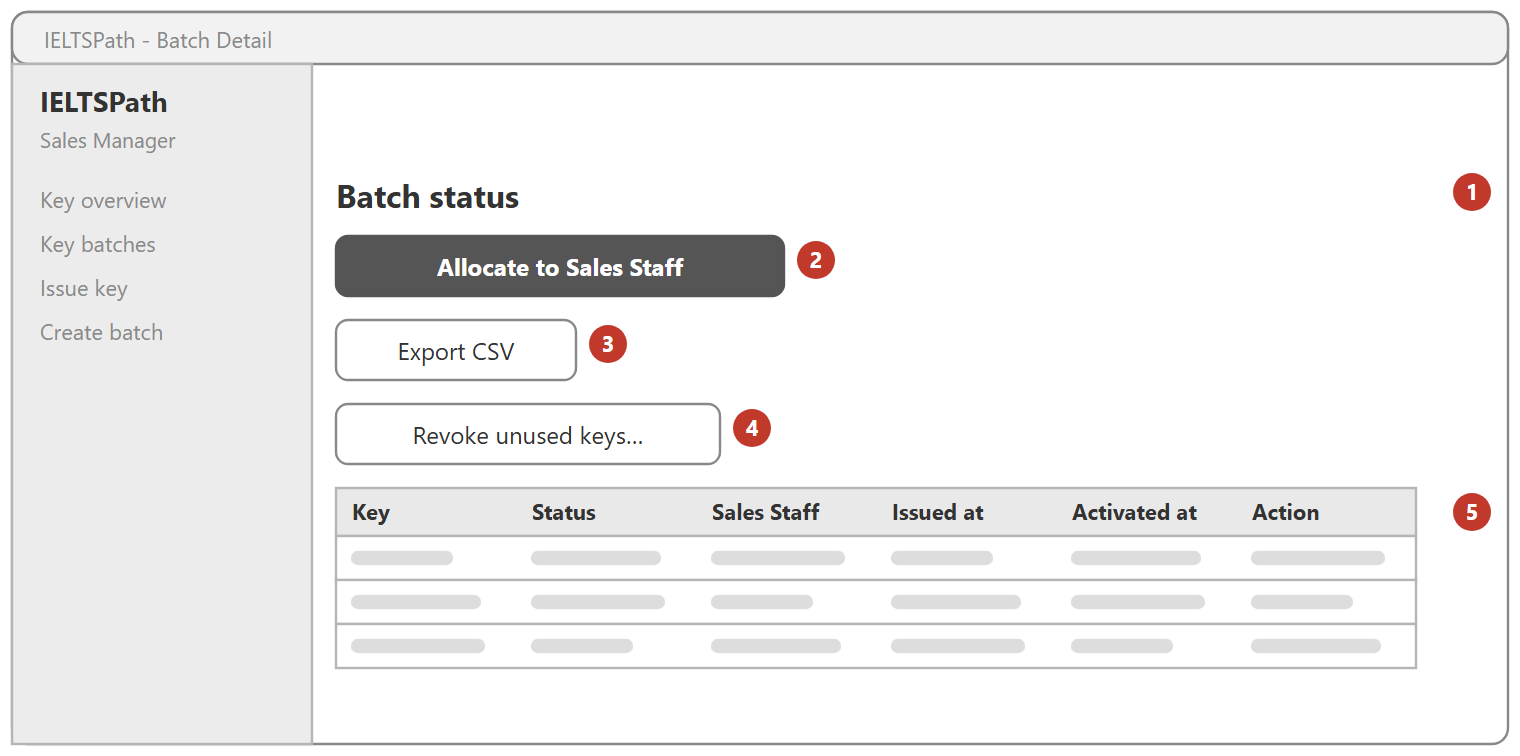 IELTSPath - Batch Detail
IELTSPath
Sales Manager
Key overview
Key batches
Issue key
Create batch
Batch status
1
Allocate to Sales Staff
2
Export CSV
3
Revoke unused keys...
4
Key Status Sales Staff Issued at Activated at Action
5